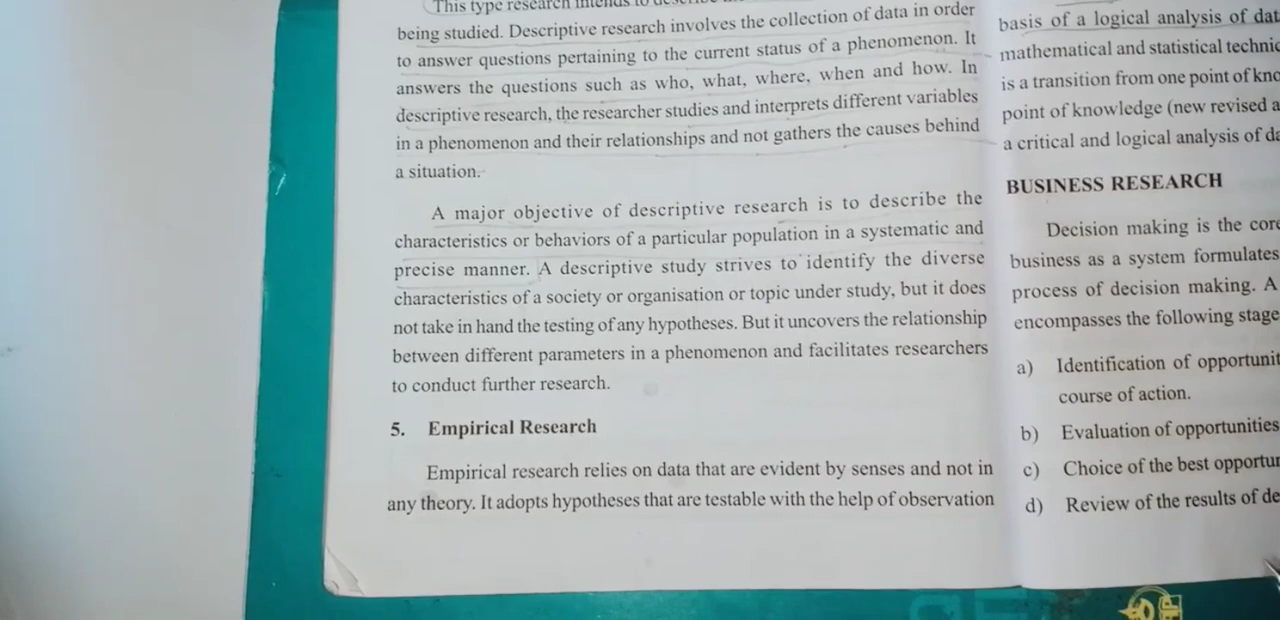 This type research intends to
being studied. Descriptive research involves the collection of data in order
to answer questions pertaining to the current status of a phenomenon. It
answers the questions such as who, what, where, when and how. In
descriptive research, the researcher studies and interprets different variables
in a phenomenon and their relationships and not gathers the causes behind
a situation.
A major objective of descriptive research is to describe the
characteristics or behaviors of a particular population in a systematic and
precise manner. A descriptive study strives to identify the diverse
characteristics of a society or organisation or topic under study, but it does
not take in hand the testing of any hypotheses. But it uncovers the relationship
between different parameters in a phenomenon and facilitates researchers
to conduct further research.
5. Empirical Research
Empirical research relies on data that are evident by senses and not in
any theory. It adopts hypotheses that are testable with the help of observation
basis of a logical analysis of
mathematical and statistical
is a transition from one point of
point of knowledge (new revised
a critical and logical analysis of
BUSINESS RESEARCH
Decision making is the
business as a system formulates
process of decision making. A
encompasses the following
a) Identification of
course of action.
b) Evaluation of opportunities
c) Choice of the best
d) Review of the results of